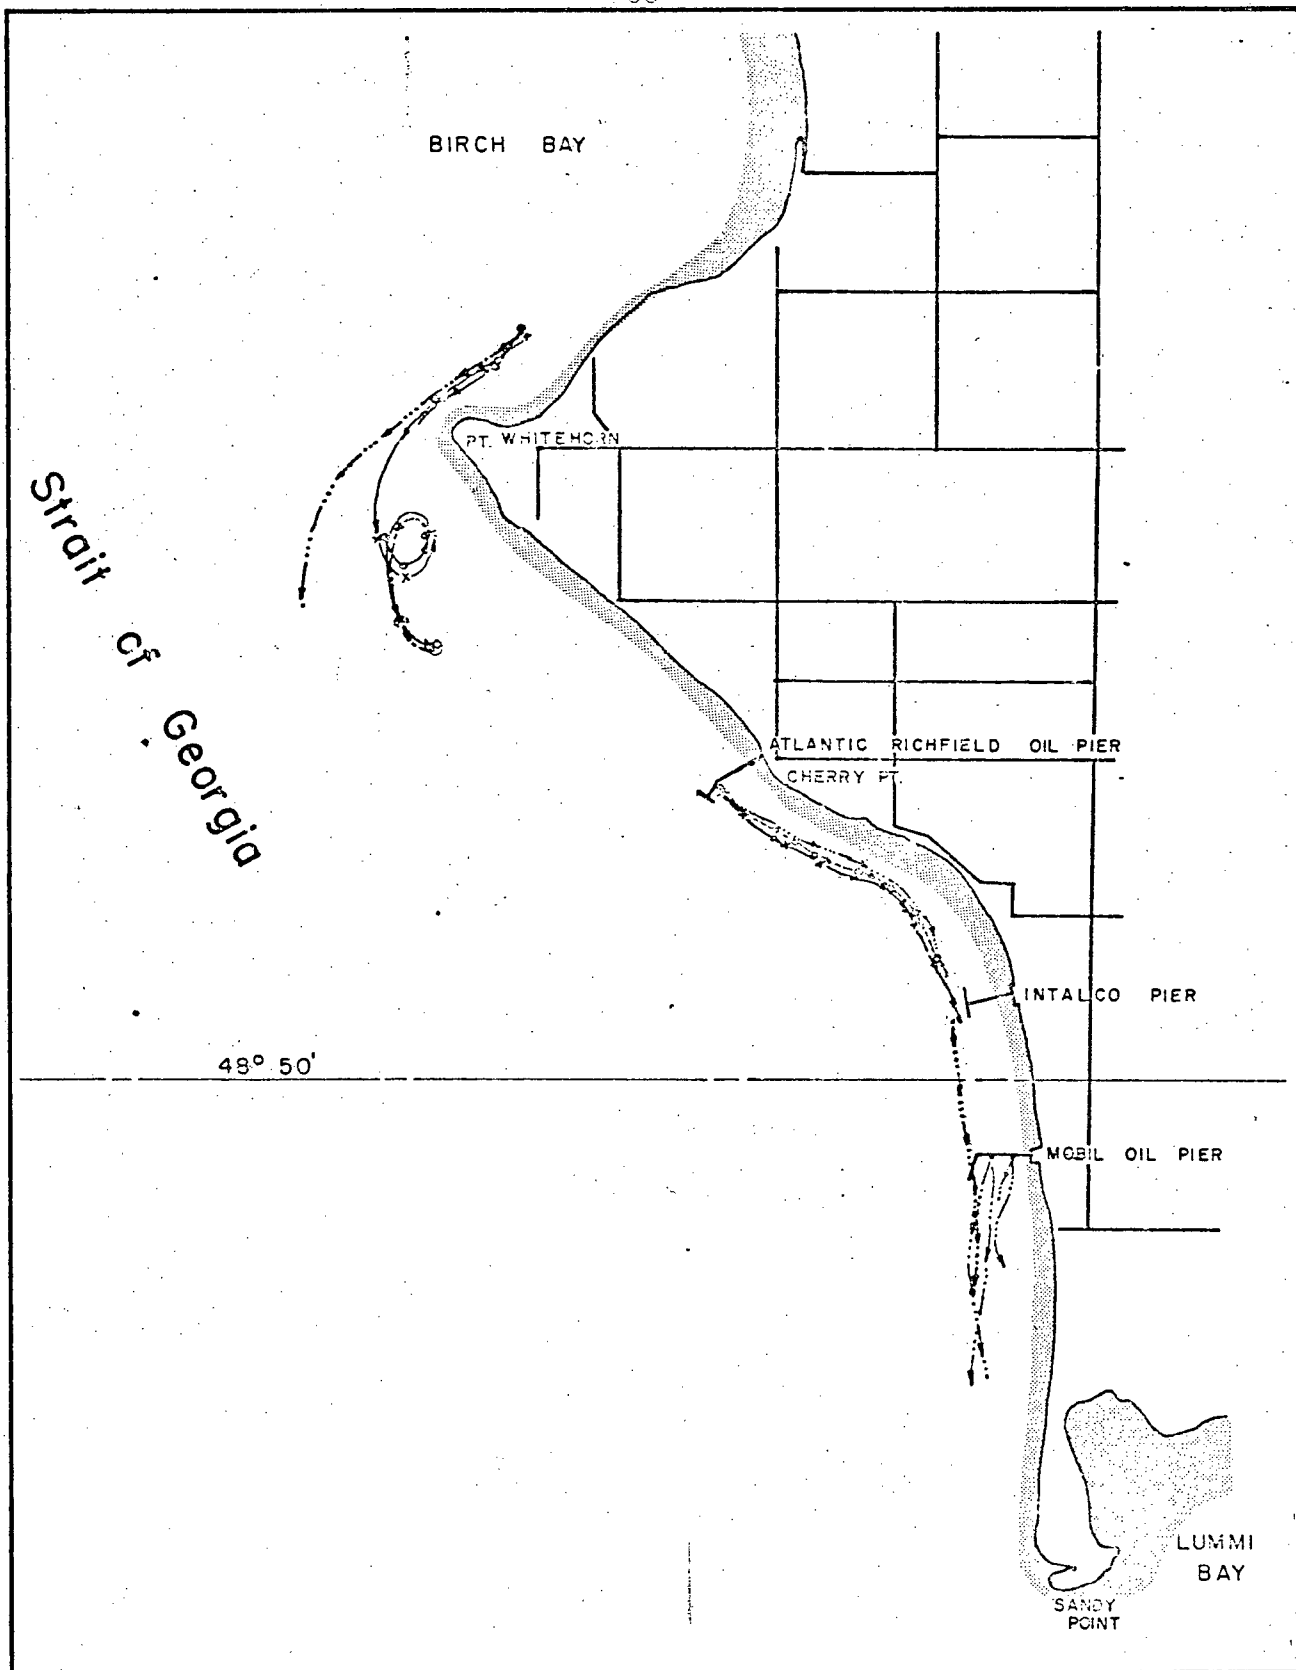 BIRCH BAY
PT. WHITEHORN
Strait of Georgia
ATLANTIC RICHFIELD OIL PIER
CHERRY PT.
INTALCO PIER
48° 50'
MOBIL OIL PIER
LUMMI
BAY
SANDY
POINT